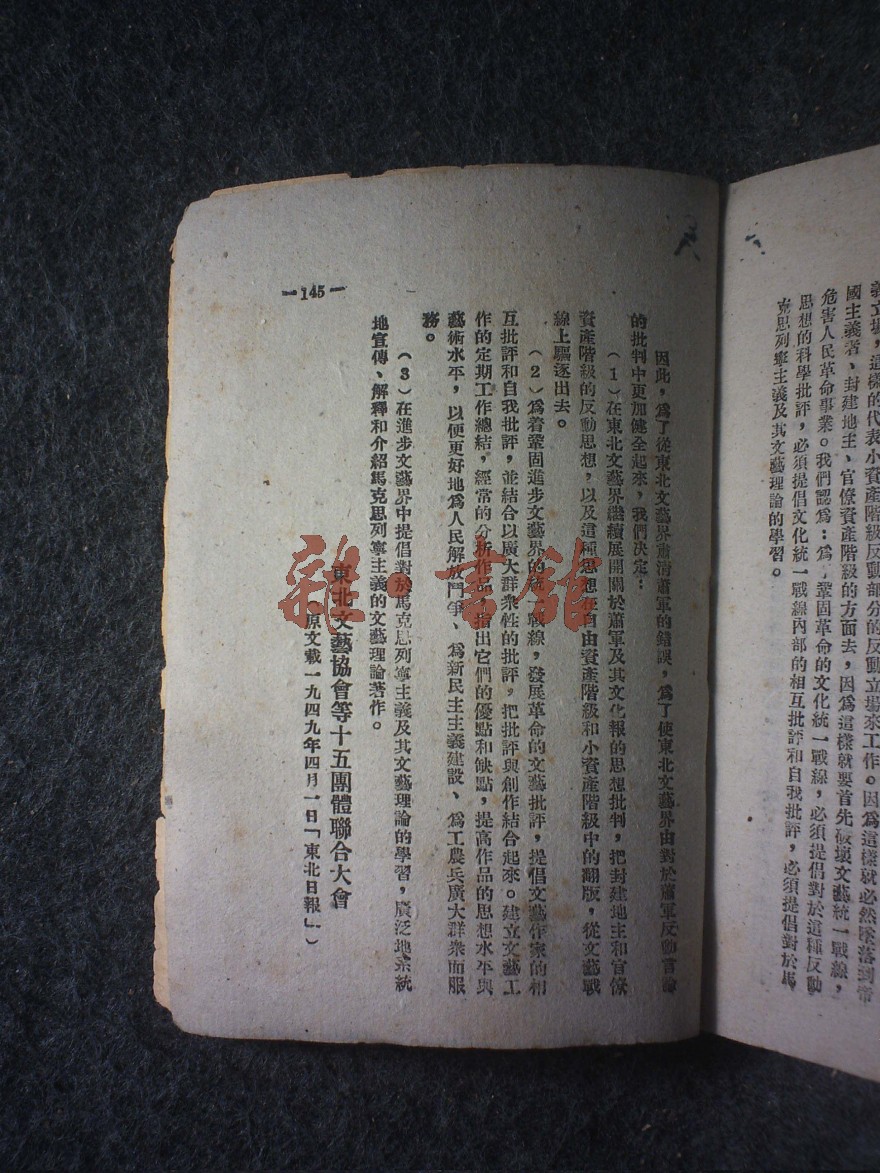 義立場，這樣的代表小資產階級反動部分的反動立場來工作。因爲這樣就必然墜落到帝
國主義者、封建地主、官僚資產階級的方面去，因爲這樣就要首先破壞文藝統一戰線，
危害人民革命事業。我們認爲：爲了鞏固革命的文化統一戰線，必須提倡對於這種反動
思想的科學批評，必須提倡文化統一戰線內部的相互批評和自我批評，必須提倡對於馬
克思列寧主義及其文藝理論的學習。
因此，爲了從東北文藝界肅清蕭軍的錯誤，爲了使東北文藝界由對於蕭軍反動言論
的批判中更加健全起來，我們決定：
（1）在東北文藝界繼續展開關於蕭軍及其文化報的思想批判，把封建地主和官僚
資產階級的反動思想，以及這種思想在自由資產階級和小資產階級中的翻版，從文藝戰
線上驅逐出去。
（2）爲着鞏固進步文藝界的統一戰線，發展革命的文藝批評，提倡文藝作家的相
互批評和自我批評，並結合以廣大群衆性的批評，把批評與創作結合起來。建立文藝工
作的定期工作總結，經常的分析作品，指出它們的優點和缺點，提高作品的思想水平與
藝術水平，以便更好地爲人民解放鬥爭、爲新民主主義建設、爲工農兵廣大群衆而服
務。
（3）在進步文藝界中提倡對於馬克思列寧主義及其文藝理論的學習，廣泛地系統
地宣傳、解釋和介紹馬克思列寧主義的文藝理論著作。
東北文藝協會等十五團體聯合大會
（原文載一九四九年四月一日「東北日報」）
—145—
雜書館